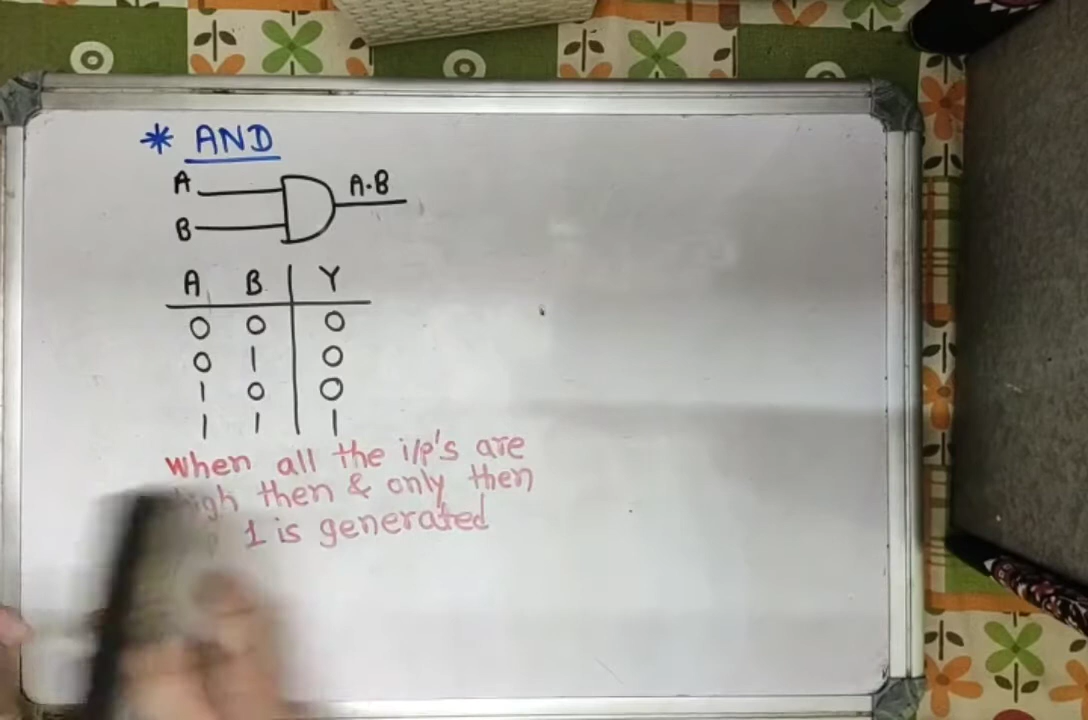 * AND
A
A·B
B
A B Y
0 0 0
0 1 0
1 0 0
1 1 1
When all the i/p's are
then & only then
1 is generated